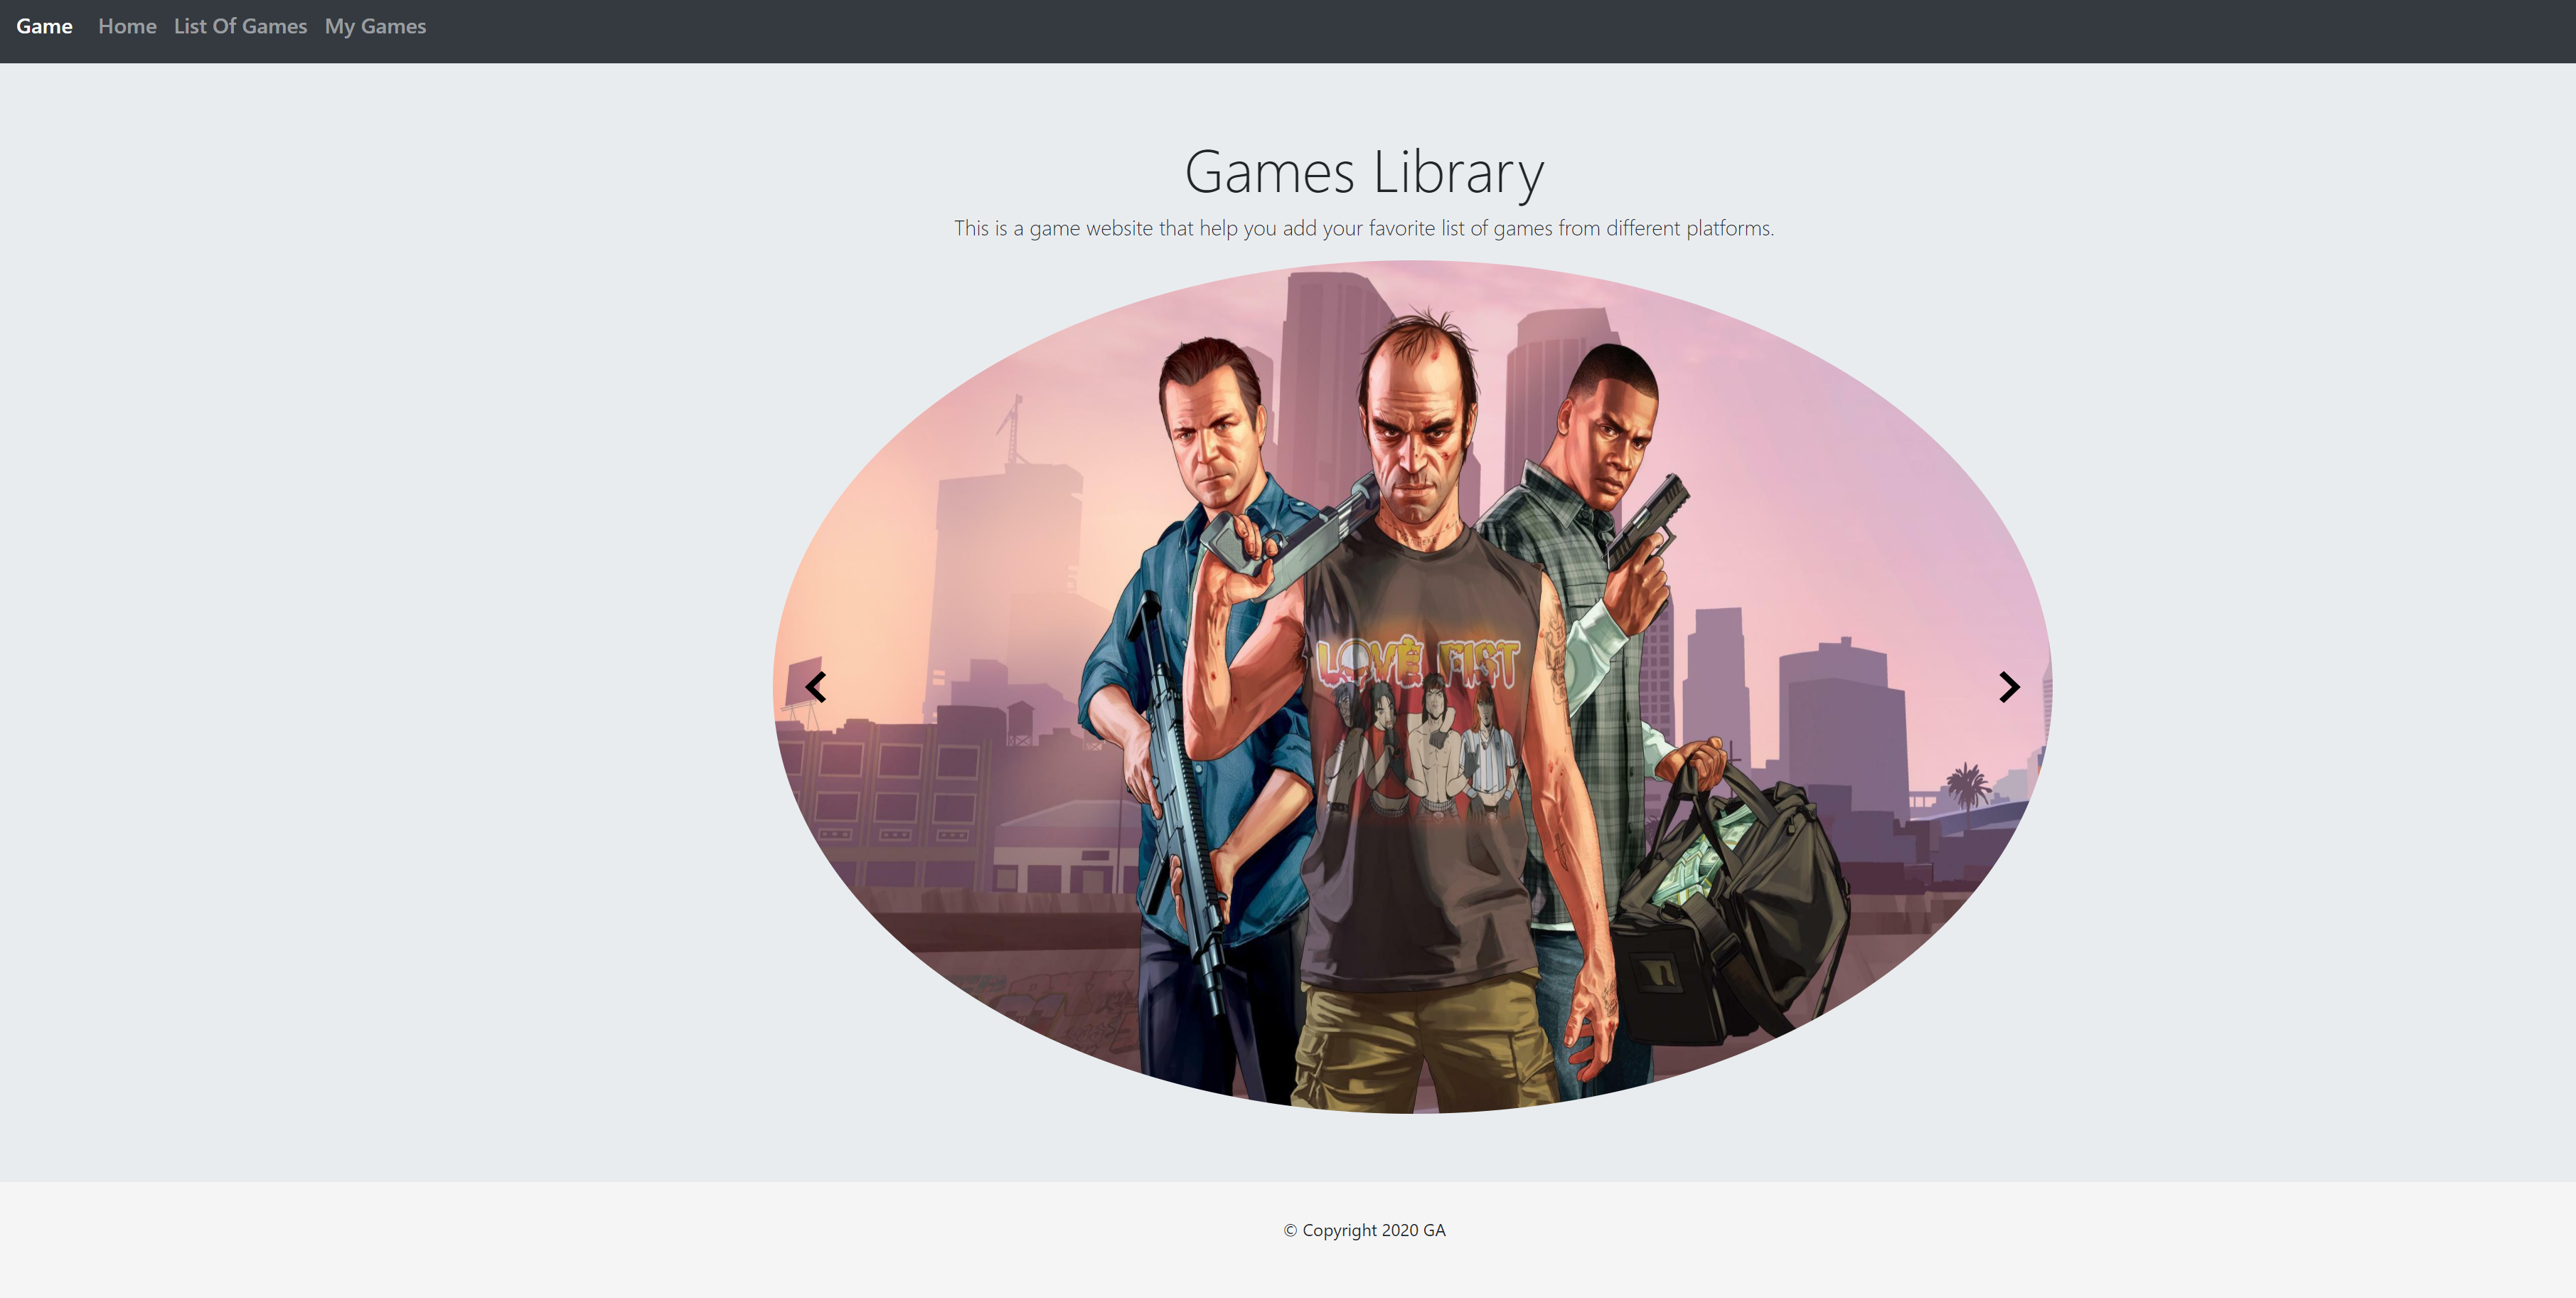 Game Home List Of Games My Games
Games Library
This is a game website that help you add your favorite list of games from different platforms.
LOVE FIST
© Copyright 2020 GA